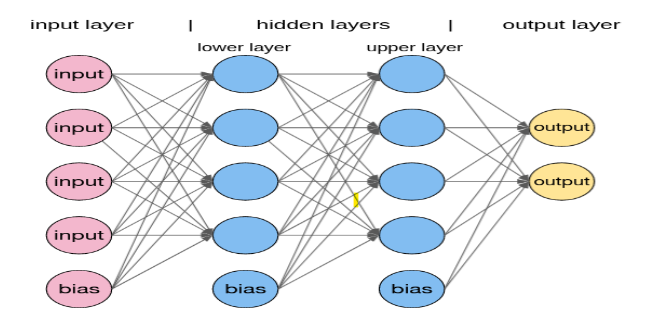 input layer | hidden layers | output layer
lower layer upper layer
input
input output
input output
input
bias bias bias